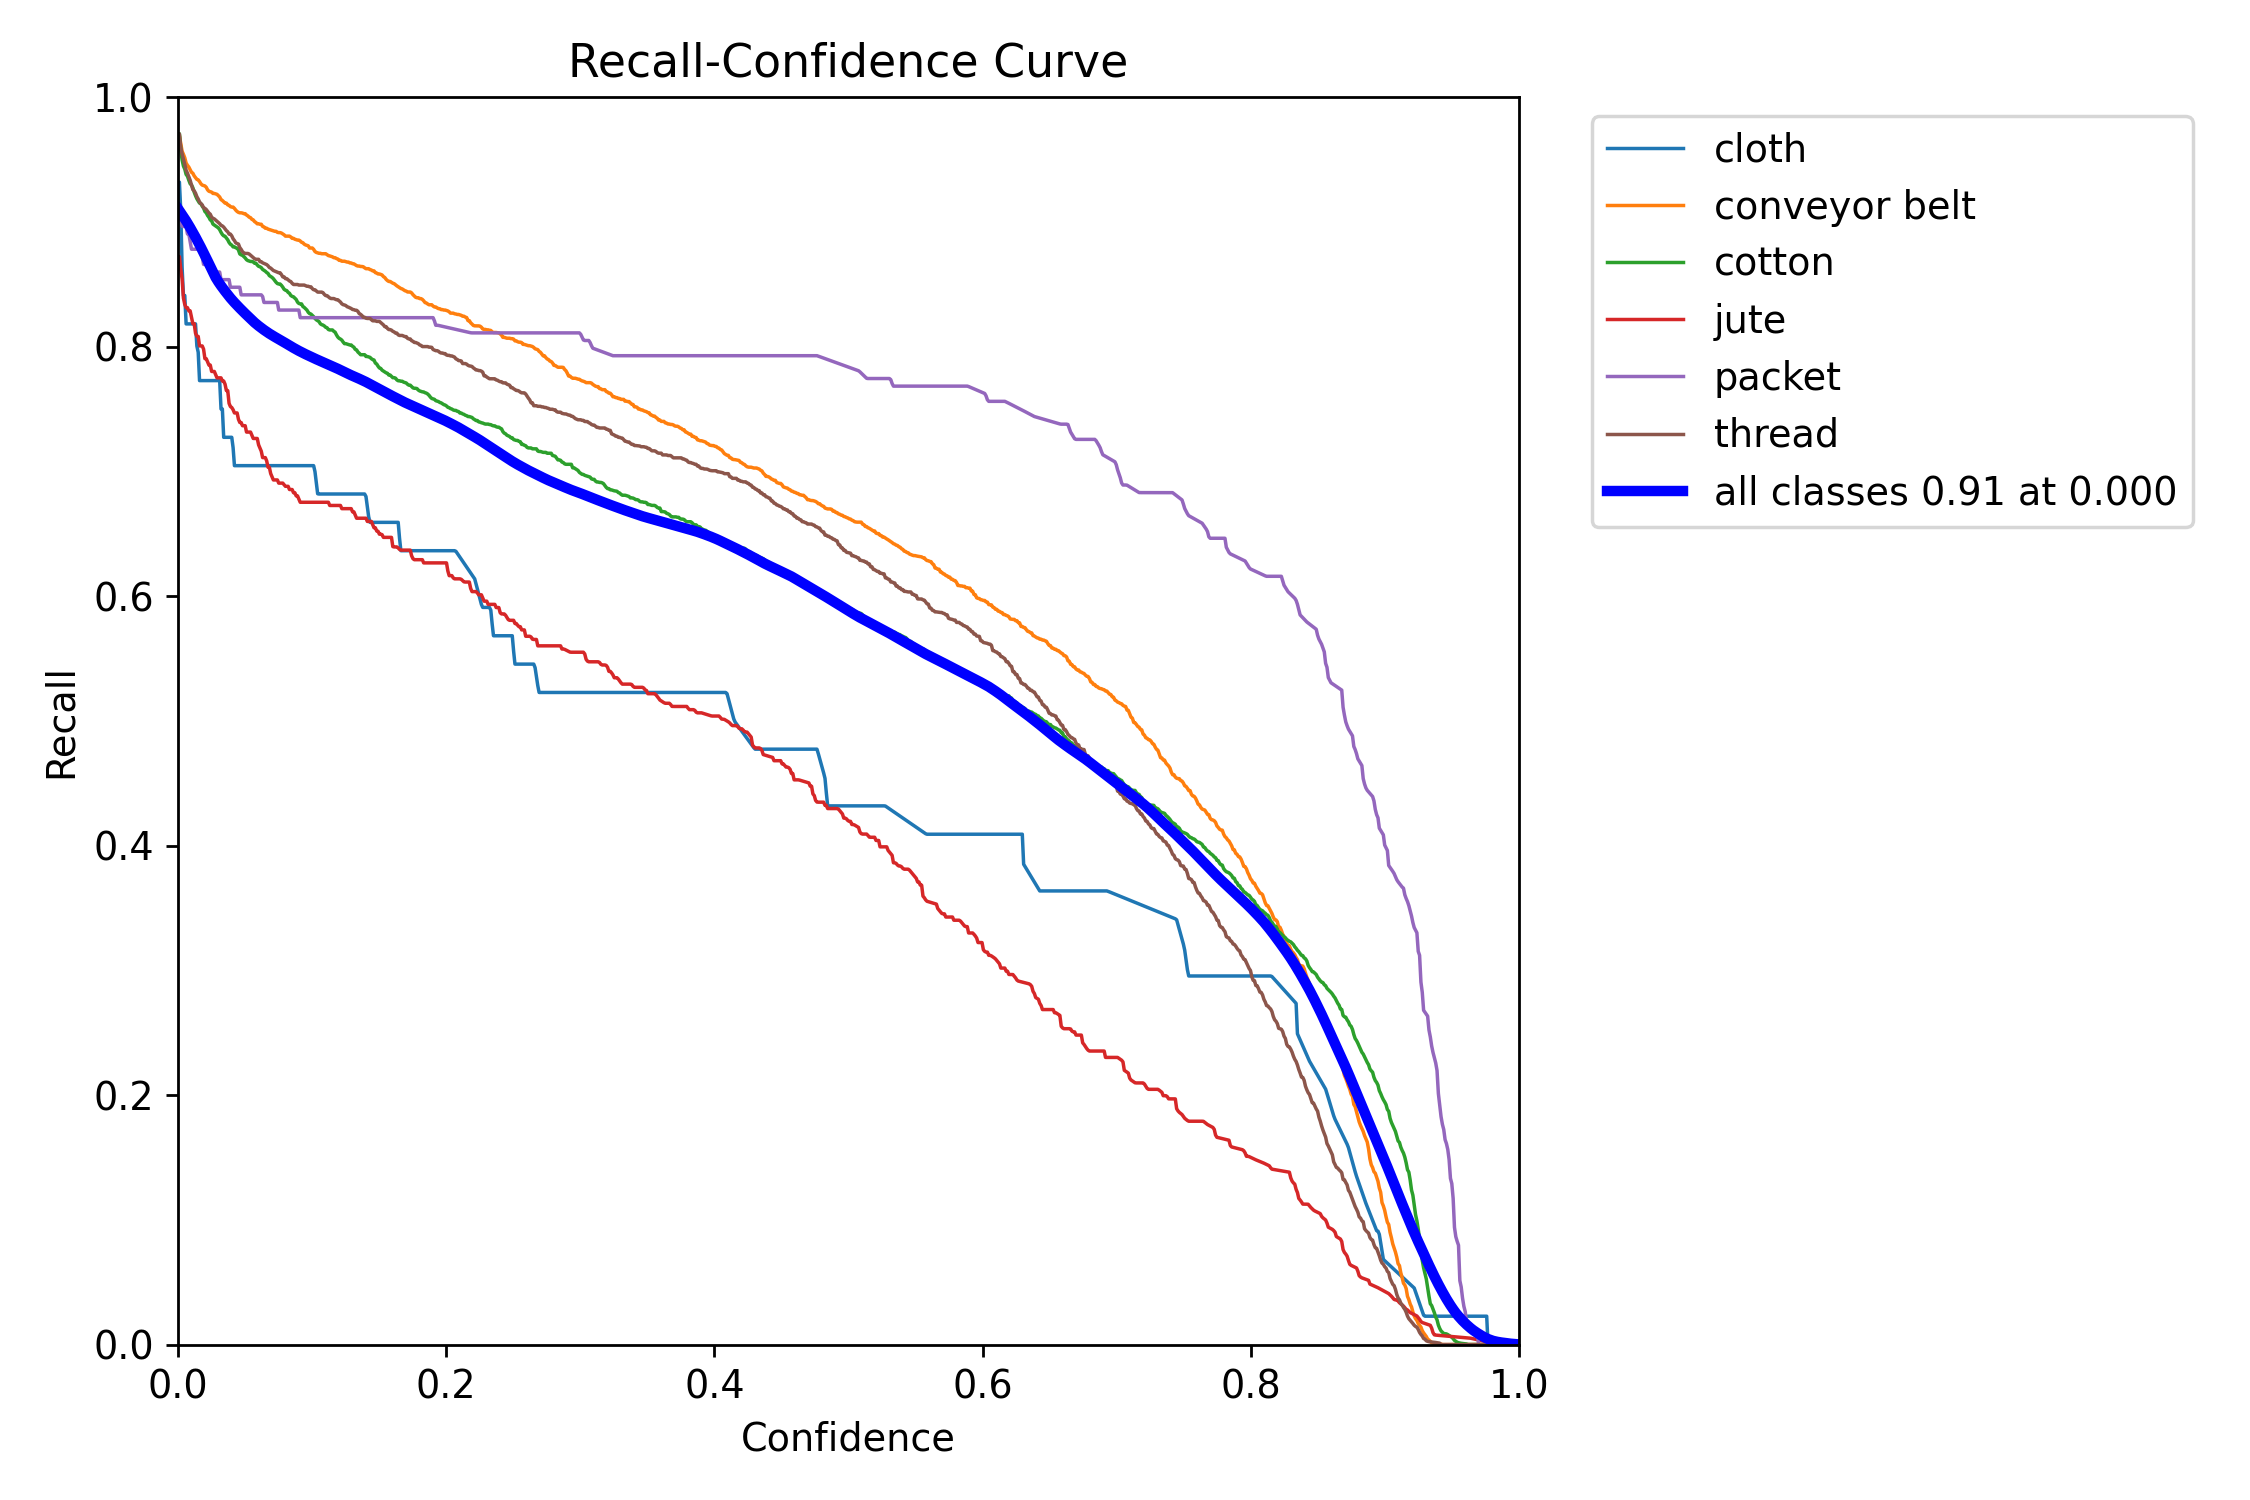 Recall-Confidence Curve
1.0
0.8
0.6
0.4
0.2
0.0
Recall
0.0 0.2 0.4 0.6 0.8 1.0
Confidence
cloth
conveyor belt
cotton
jute
packet
thread
all classes 0.91 at 0.000